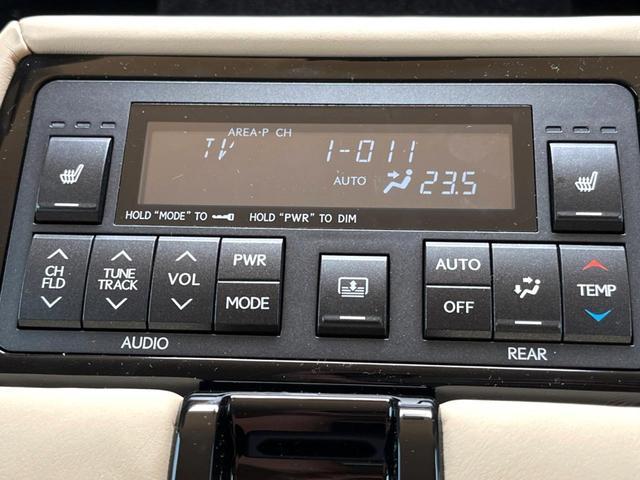 AREA·P CH
TV 1-011
AUTO 23.5
HOLD "MODE" TO HOLD "PWR" TO DIM
CH FLD
TUNE TRACK
VOL
PWR
MODE
AUDIO
AUTO
OFF
TEMP
REAR